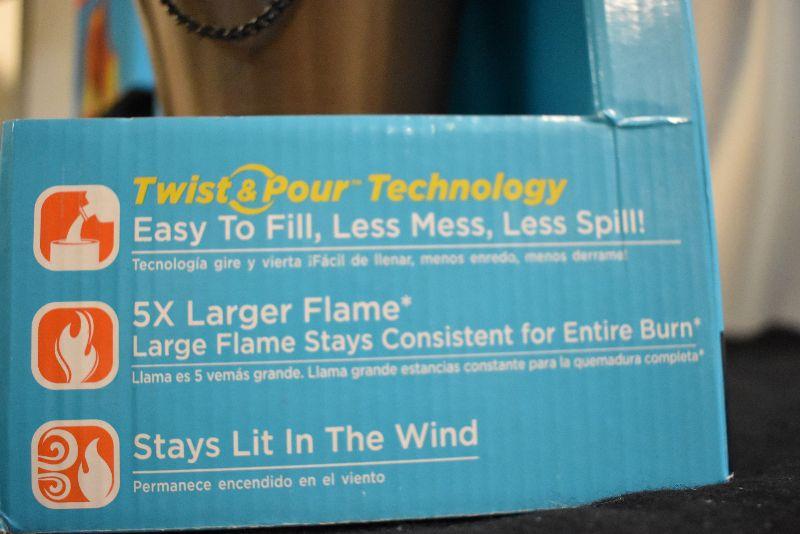 Twist & Pour™ Technology
Easy To Fill, Less Mess, Less Spill!
Tecnología gire y vierta ¡Fácil de llenar, menos enredo, menos derrame!
5X Larger Flame*
Large Flame Stays Consistent for Entire Burn*
Llama es 5 vemás grande. Llama grande estancias constante para la quemadura completa*
Stays Lit In The Wind
Permanece encendido en el viento